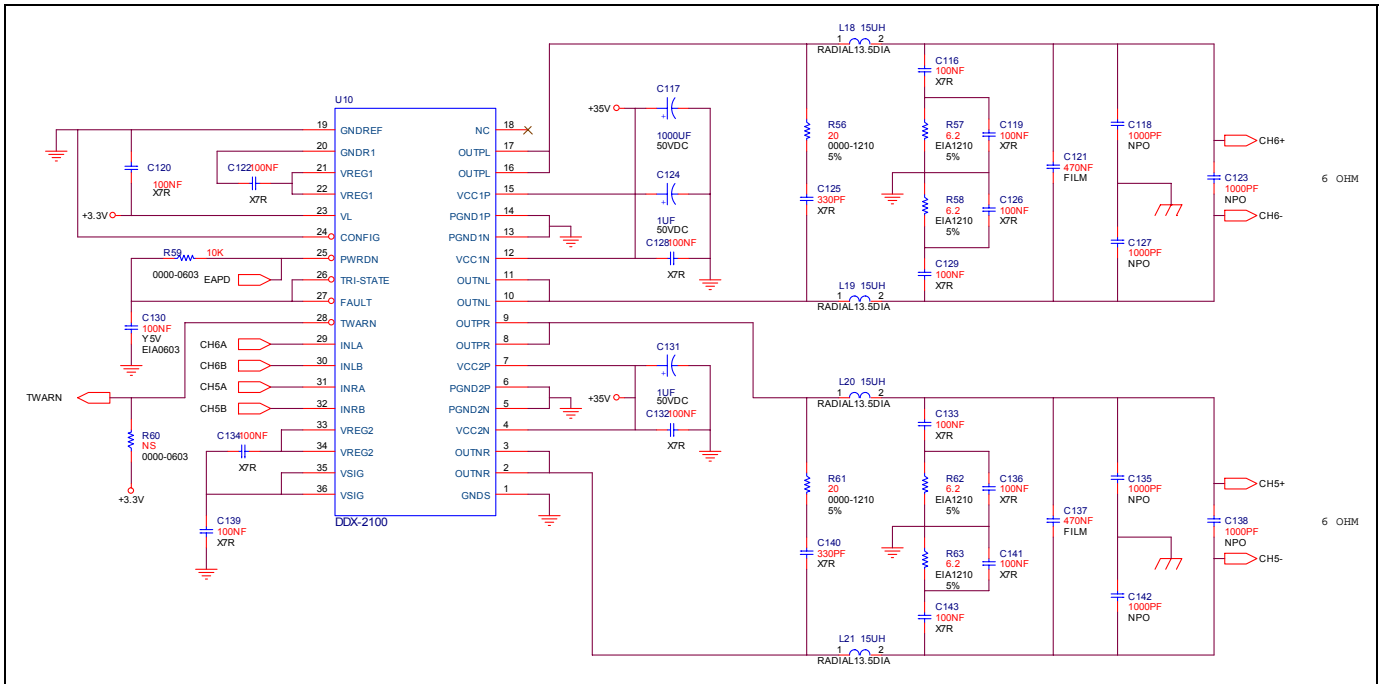 U10
DDX-2100
19 GNDREF
20 GNDR1
21 VREG1
22 VREG1
23 VL
24 CONFIG
25 PWRDN
26 TRI-STATE
27 FAULT
28 TWARN
29 INLA
30 INLB
31 INRA
32 INRB
33 VREG2
34 VREG2
35 VSIG
36 VSIG
NC 18
OUTPL 17
OUTPL 16
VCC1P 15
PGND1P 14
PGND1N 13
VCC1N 12
OUTNL 11
OUTNL 10
OUTPR 9
OUTPR 8
VCC2P 7
PGND2P 6
PGND2N 5
VCC2N 4
OUTNR 3
OUTNR 2
GNDS 1
C120
100NF
X7R
C122 100NF
X7R
+3.3V
R59 10K
0000-0603
EAPD
C130
100NF
Y5V
EIA0603
CH6A
CH6B
CH5A
CH5B
TWARN
R60
NS
0000-0603
+3.3V
C134 100NF
X7R
C139
100NF
X7R
+35V
C117
+
1000UF
50VDC
C124
+
1UF
50VDC
C128 100NF
X7R
+35V
C131
+
1UF
50VDC
C132 100NF
X7R
L18 15UH
1 2
RADIAL13.5DIA
R56
20
0000-1210
5%
C125
330PF
X7R
C116
100NF
X7R
R57
6.2
EIA1210
5%
C119
100NF
X7R
R58
6.2
EIA1210
5%
C126
100NF
X7R
C129
100NF
X7R
C121
470NF
FILM
C118
1000PF
NPO
C127
1000PF
NPO
C123
1000PF
NPO
CH6+
CH6-
6 OHM
L19 15UH
1 2
RADIAL13.5DIA
L20 15UH
1 2
RADIAL13.5DIA
R61
20
0000-1210
5%
C140
330PF
X7R
C133
100NF
X7R
R62
6.2
EIA1210
5%
C136
100NF
X7R
R63
6.2
EIA1210
5%
C141
100NF
X7R
C143
100NF
X7R
C137
470NF
FILM
C135
1000PF
NPO
C142
1000PF
NPO
C138
1000PF
NPO
CH5+
CH5-
6 OHM
L21 15UH
1 2
RADIAL13.5DIA